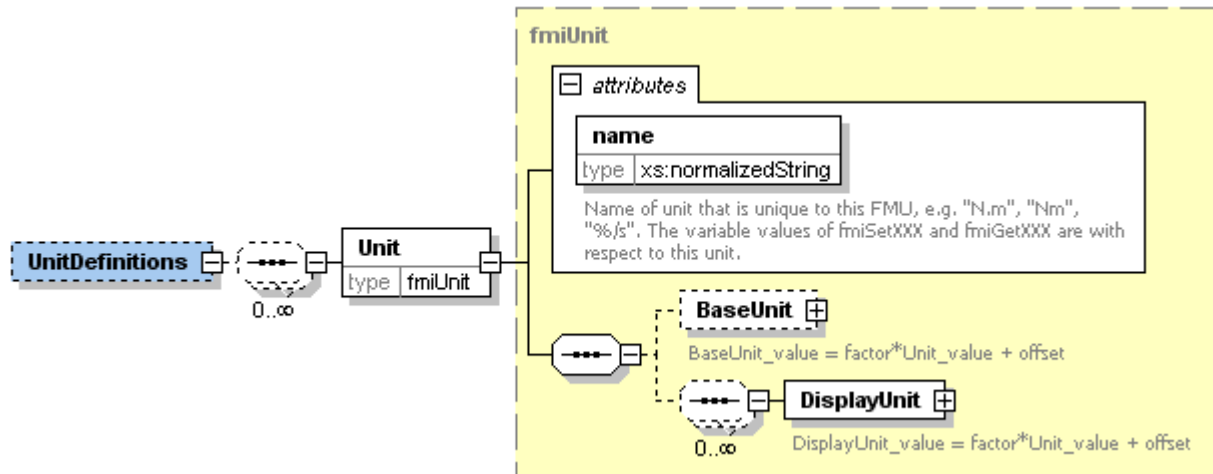 fmiUnit
attributes
name
type xs:normalizedString
Name of unit that is unique to this FMU, e.g. "N.m", "Nm",
"%/s". The variable values of fmiSetXXX and fmiGetXXX are with
respect to this unit.
UnitDefinitions
0..∞
Unit
type fmiUnit
BaseUnit
BaseUnit_value = factor*Unit_value + offset
0..∞
DisplayUnit
DisplayUnit_value = factor*Unit_value + offset